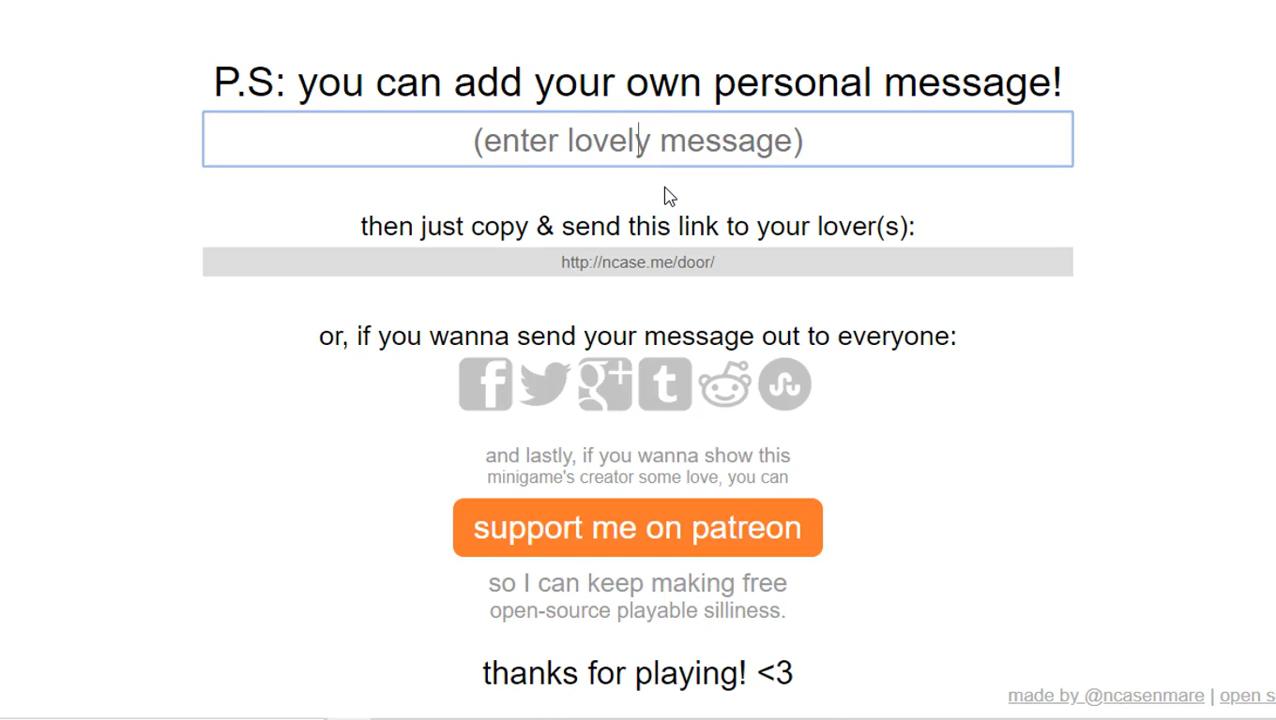 P.S: you can add your own personal message!
(enter lovely message)
then just copy & send this link to your lover(s):
http://ncase.me/door/
or, if you wanna send your message out to everyone:
and lastly, if you wanna show this
minigame's creator some love, you can
support me on patreon
so I can keep making free
open-source playable silliness.
thanks for playing! <3
made by @ncasenmare | open s